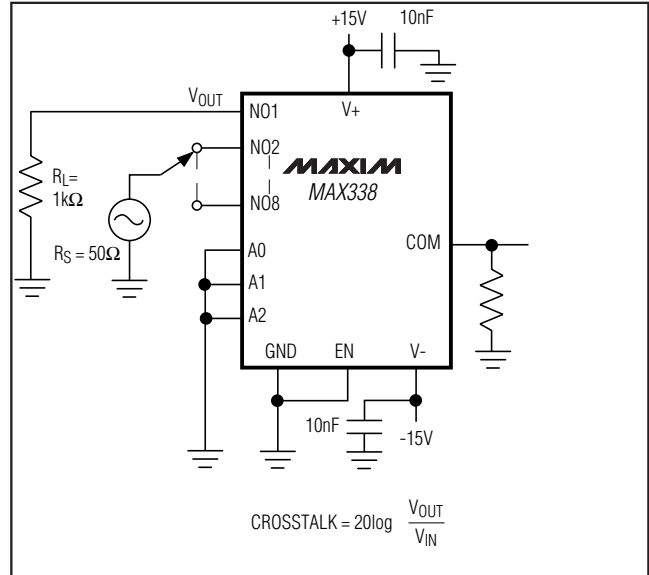 +15V 10nF
V+
VOUT
NO1
NO2
NO8
RL=
1kΩ
RS = 50Ω
MAXIM
MAX338
COM
A0
A1
A2
GND EN V-
10nF
-15V
CROSSTALK = 20log VOUT
VIN